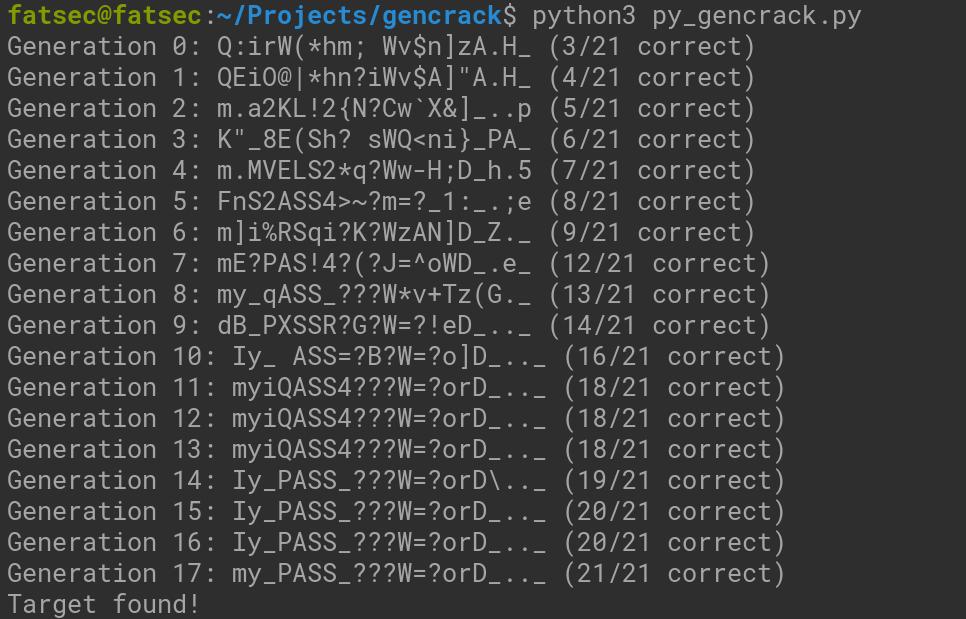 fatsec@fatsec:~/Projects/gencrack$ python3 py_gencrack.py
Generation 0: Q:irW(*hm; Wv$n]zA.H_ (3/21 correct)
Generation 1: QEiO@|*hn?iWv$A]"A.H_ (4/21 correct)
Generation 2: m.a2KL!2{N?Cw`X&]_..p (5/21 correct)
Generation 3: K"_8E(Sh? sWQ<ni}_PA_ (6/21 correct)
Generation 4: m.MVELS2*q?Ww-H;D_h.5 (7/21 correct)
Generation 5: FnS2ASS4>~?m=?_1:_.;e (8/21 correct)
Generation 6: m]i%RSqi?K?WzAN]D_Z._ (9/21 correct)
Generation 7: mE?PAS!4?(?J=^oWD_.e_ (12/21 correct)
Generation 8: my_qASS_???W*v+Tz(G._ (13/21 correct)
Generation 9: dB_PXSSR?G?W=?!eD_.._ (14/21 correct)
Generation 10: Iy_ ASS=?B?W=?o]D_.._ (16/21 correct)
Generation 11: myiQASS4???W=?orD_.._ (18/21 correct)
Generation 12: myiQASS4???W=?orD_.._ (18/21 correct)
Generation 13: myiQASS4???W=?orD_.._ (18/21 correct)
Generation 14: Iy_PASS_???W=?orD\.._ (19/21 correct)
Generation 15: Iy_PASS_???W=?orD_.._ (20/21 correct)
Generation 16: Iy_PASS_???W=?orD_.._ (20/21 correct)
Generation 17: my_PASS_???W=?orD_.._ (21/21 correct)
Target found!